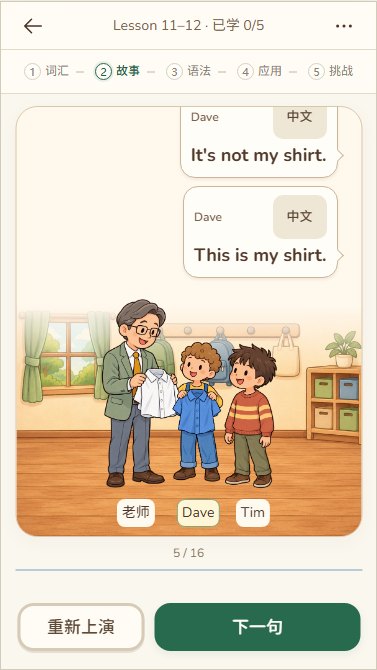 Lesson 11–12 · 已学 0/5
1 词汇 — 2 故事 — 3 语法 — 4 应用 — 5 挑战
Dave 中文
It's not my shirt.
Dave 中文
This is my shirt.
老师 Dave Tim
5 / 16
重新上演 下一句